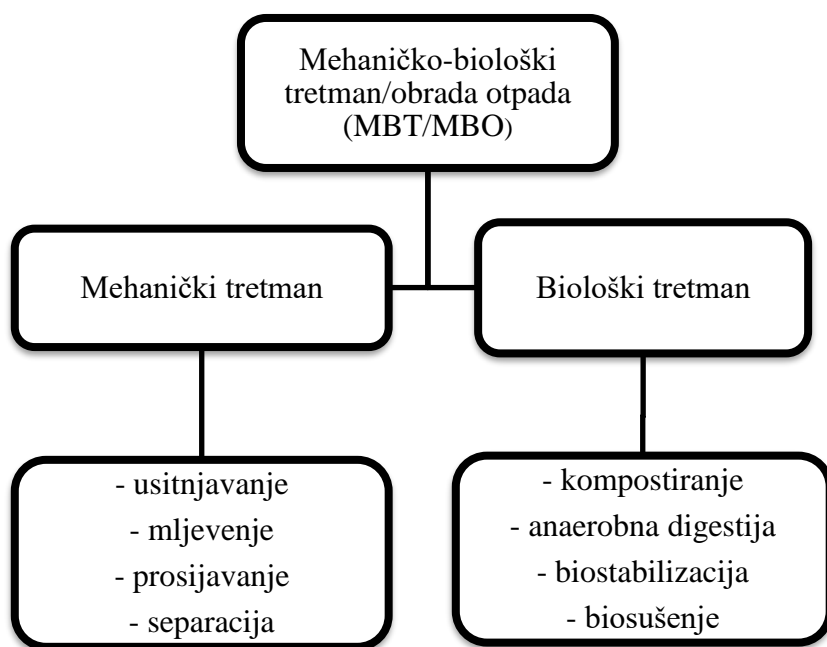 Mehaničko-biološki
tretman/obrada otpada
(MBT/MBO)
Mehanički tretman
Biološki tretman
- usitnjavanje
- mljevenje
- prosijavanje
- separacija
- kompostiranje
- anaerobna digestija
- biostabilizacija
- biosušenje